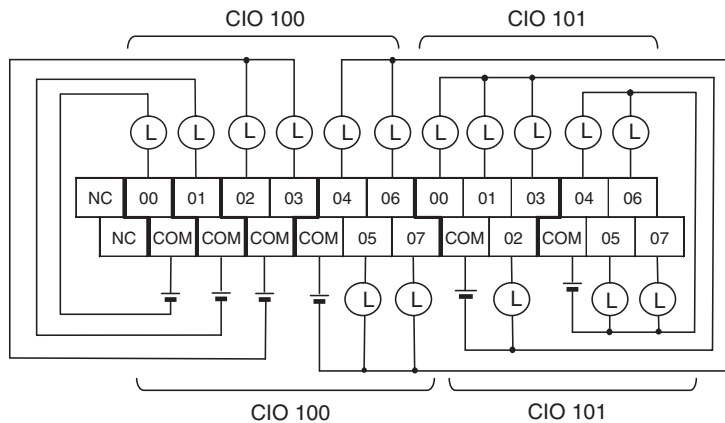 CIO 100 CIO 101
L L L L L L L L L L L
NC 00 01 02 03 04 06 00 01 03 04 06
NC COM COM COM COM 05 07 COM 02 COM 05 07
L L L L L
CIO 100 CIO 101